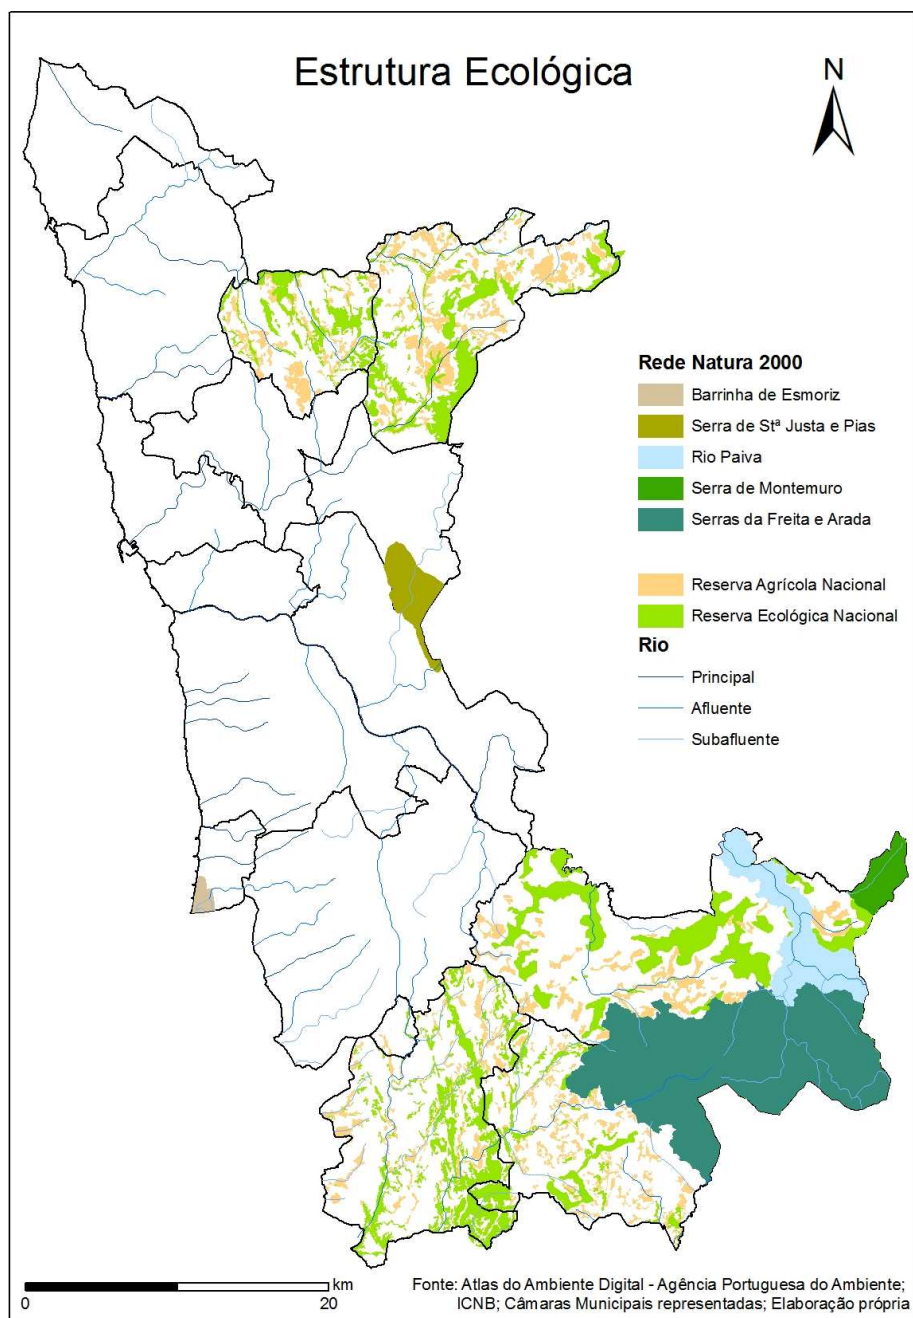 Estrutura Ecológica
N
Rede Natura 2000
Barrinha de Esmoriz
Serra de Stª Justa e Pias
Rio Paiva
Serra de Montemuro
Serras da Freita e Arada
Reserva Agrícola Nacional
Reserva Ecológica Nacional
Rio
Principal
Afluente
Subafluente
km
0 20
Fonte: Atlas do Ambiente Digital - Agência Portuguesa do Ambiente;
ICNB; Câmaras Municipais representadas; Elaboração própria